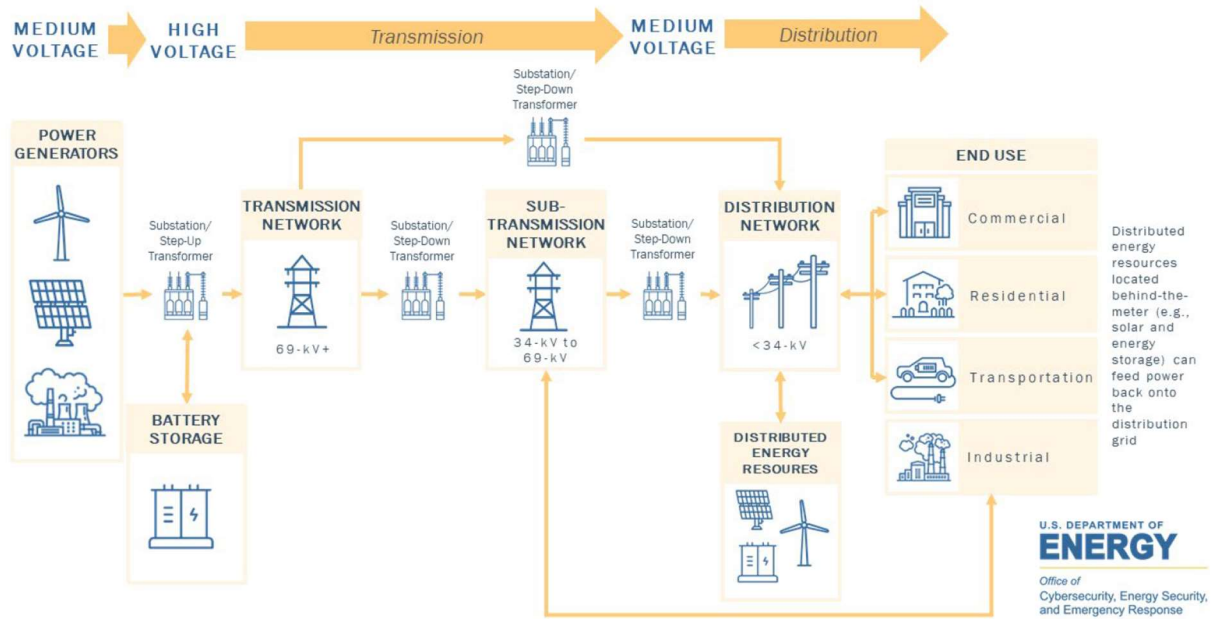 MEDIUM
VOLTAGE
HIGH
VOLTAGE
Transmission
MEDIUM
VOLTAGE
Distribution
Substation/
Step-Down
Transformer
POWER
GENERATORS
Substation/
Step-Up
Transformer
BATTERY
STORAGE
TRANSMISSION
NETWORK
69-kV+
Substation/
Step-Down
Transformer
SUB-
TRANSMISSION
NETWORK
34-kV to
69-kV
Substation/
Step-Down
Transformer
DISTRIBUTION
NETWORK
<34-kV
DISTRIBUTED
ENERGY
RESOURES
END USE
Commercial
Residential
Transportation
Industrial
Distributed
energy
resources
located
behind-the-
meter (e.g.,
solar and
energy
storage) can
feed power
back onto
the
distribution
grid
U.S. DEPARTMENT OF
ENERGY
Office of
Cybersecurity, Energy Security,
and Emergency Response